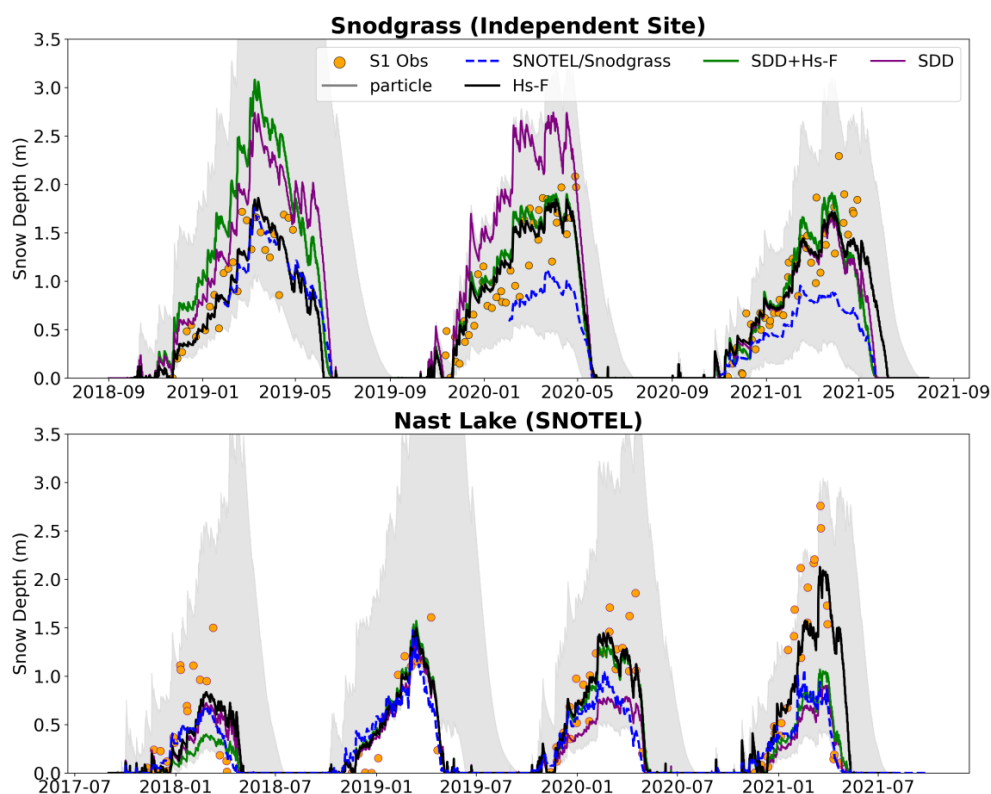 Snodgrass (Independent Site)
S1 Obs
SNOTEL/Snodgrass
SDD+Hs-F
SDD
particle
Hs-F
Snow Depth (m)
3.5
3.0
2.5
2.0
1.5
1.0
0.5
0.0
2018-09 2019-01 2019-05 2019-09 2020-01 2020-05 2020-09 2021-01 2021-05 2021-09
Nast Lake (SNOTEL)
Snow Depth (m)
3.5
3.0
2.5
2.0
1.5
1.0
0.5
0.0
2017-07 2018-01 2018-07 2019-01 2019-07 2020-01 2020-07 2021-01 2021-07